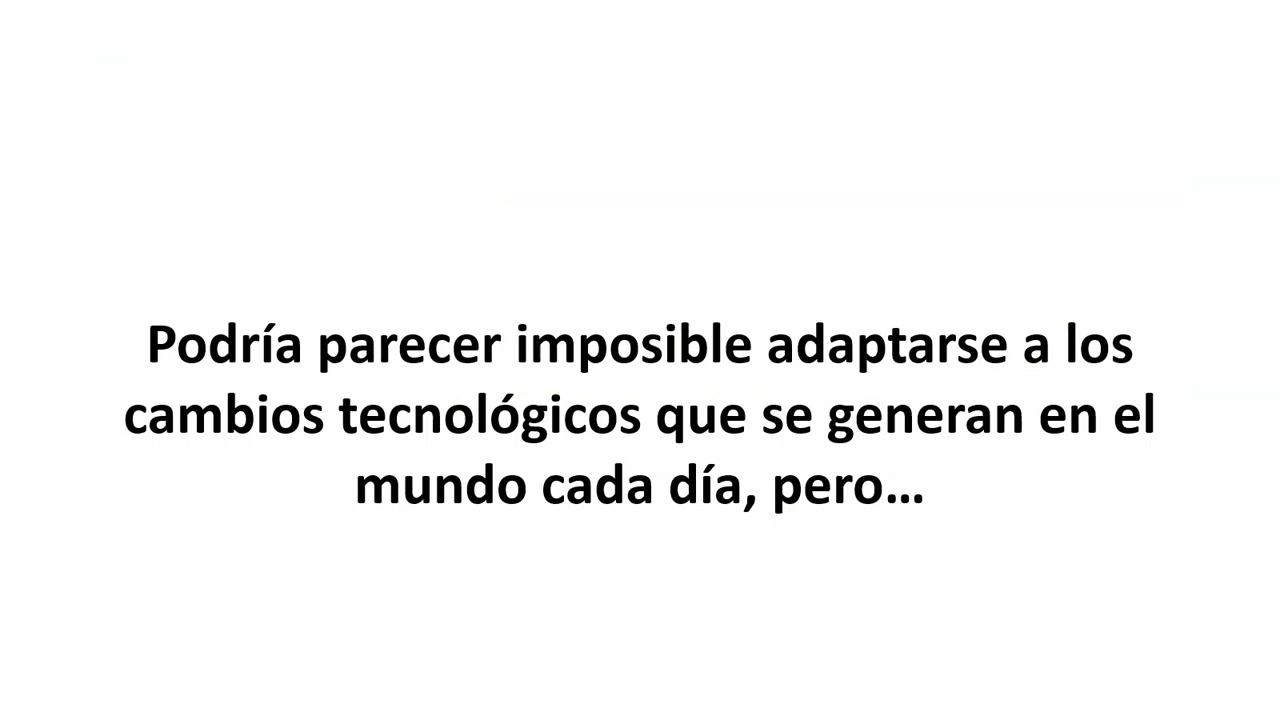 Podría parecer imposible adaptarse a los
cambios tecnológicos que se generan en el
mundo cada día, pero…